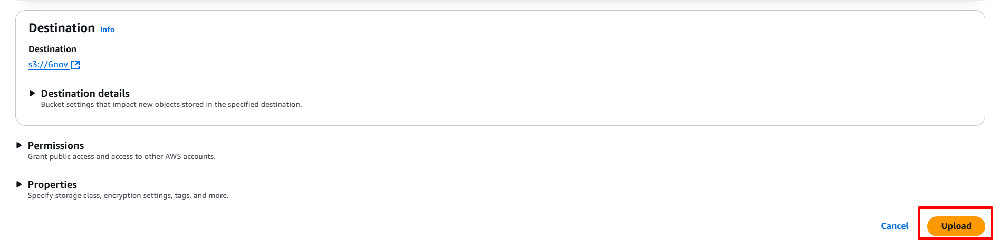 Destination Info
Destination
s3://6nov
Destination details
Bucket settings that impact new objects stored in the specified destination.
Permissions
Grant public access and access to other AWS accounts.
Properties
Specify storage class, encryption settings, tags, and more.
Cancel Upload